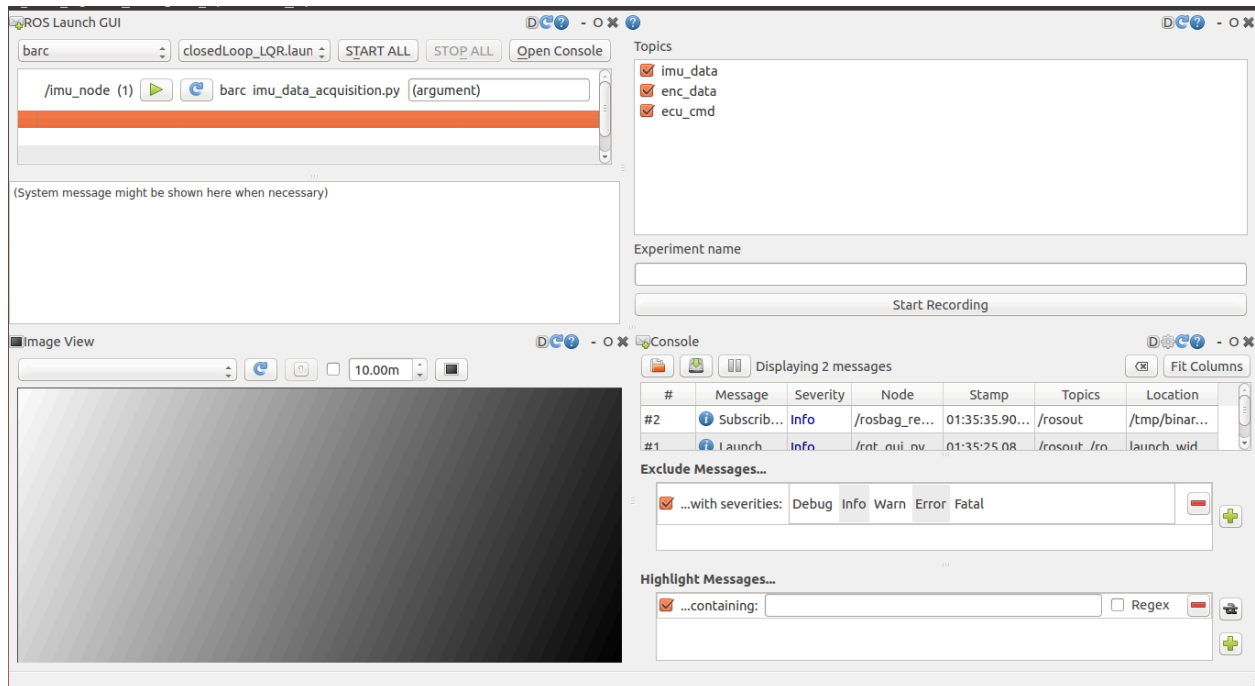 ROS Launch GUI
barc closedLoop_LQR.laun START ALL STOP ALL Open Console
/imu_node (1) barc imu_data_acquisition.py (argument)
(System message might be shown here when necessary)
D - O
Topics
imu_data
enc_data
ecu_cmd
Experiment name
Start Recording
Image View D - O
10.00m
Console D - O
Displaying 2 messages Fit Columns
# Message Severity Node Stamp Topics Location
#2 Subscrib... Info /rosbag_re... 01:35:35.90... /rosout /tmp/binar...
#1 Launch Info /rqt_gui_py 01:35:25.08 /rosout /ro launch_wid
Exclude Messages...
...with severities: Debug Info Warn Error Fatal
Highlight Messages...
...containing: Regex